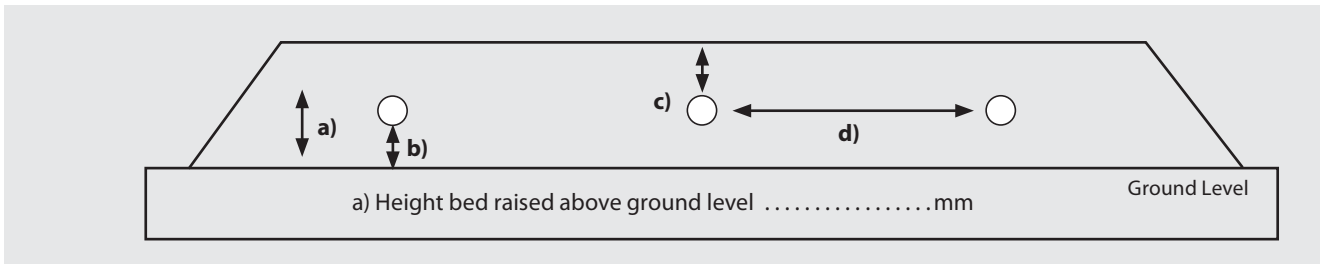 c)
a)
d)
b)
Ground Level
a) Height bed raised above ground level .................mm